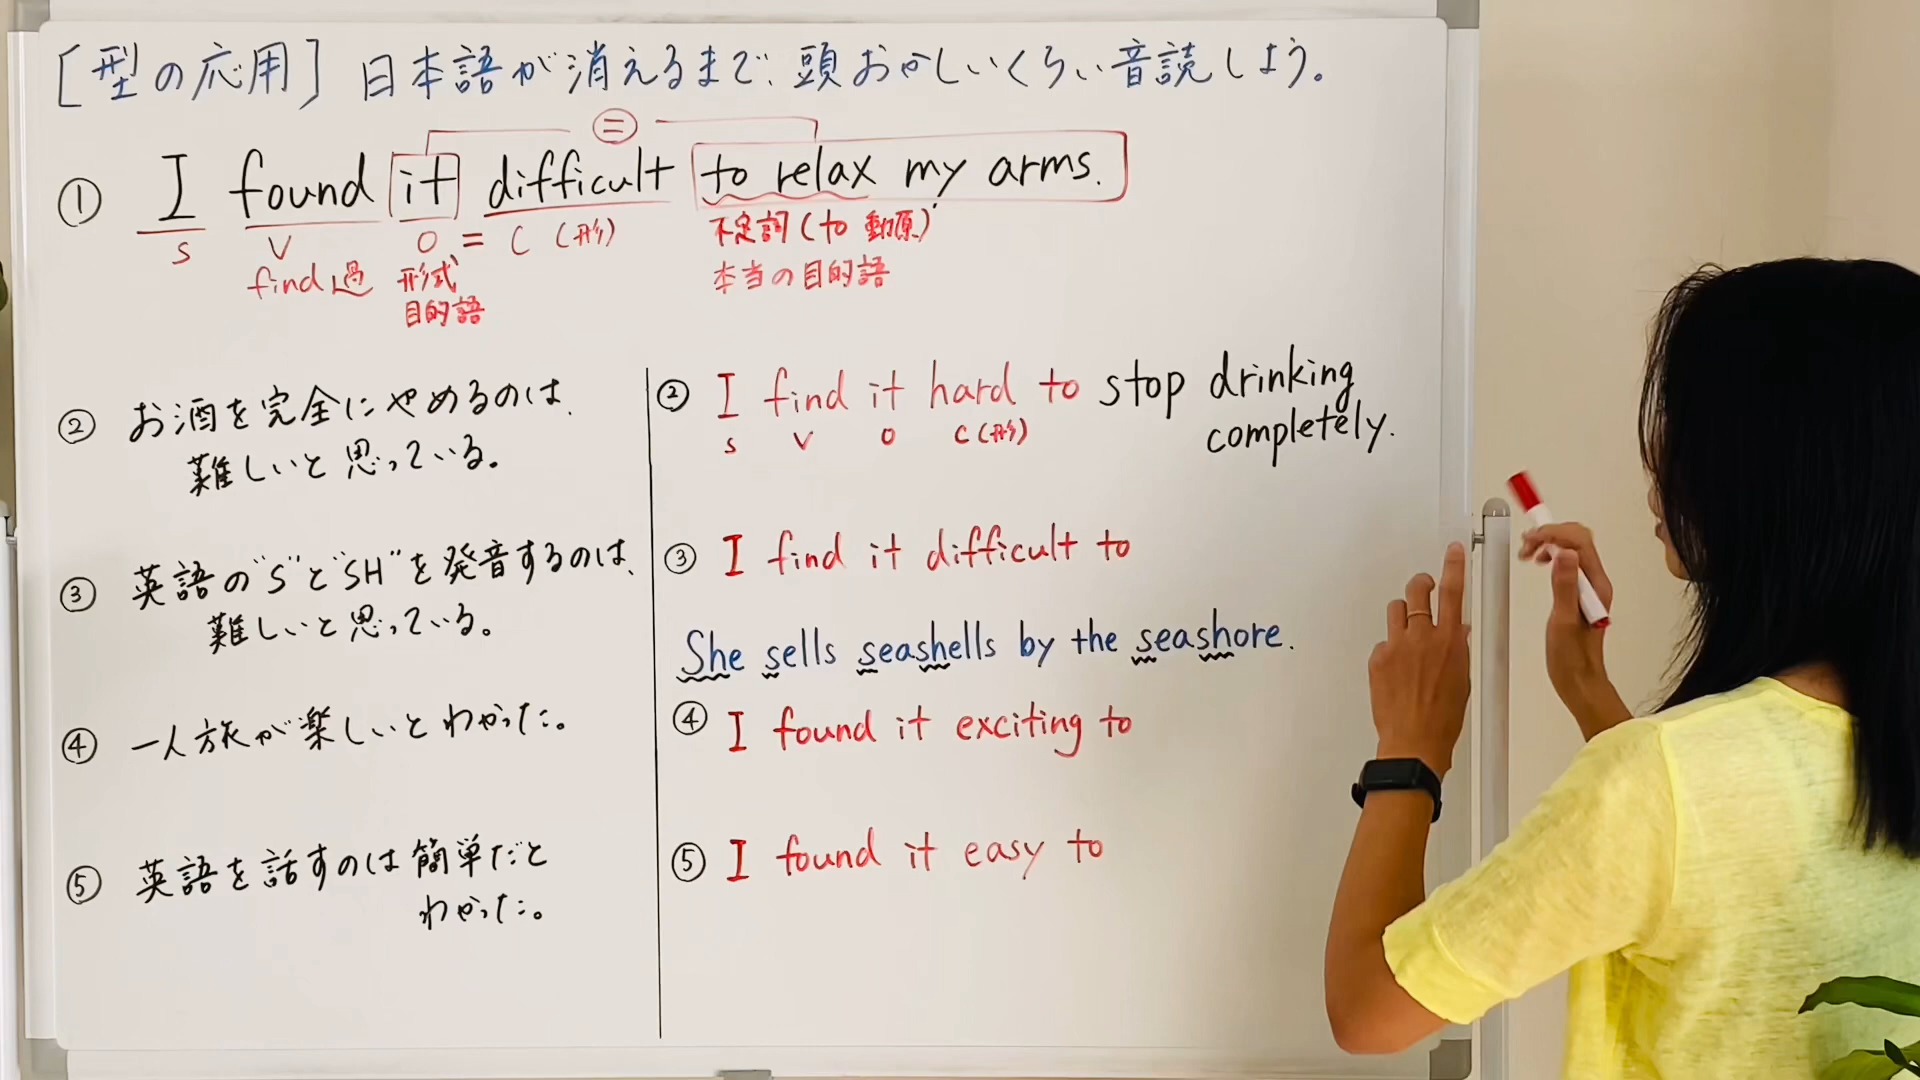 [型の応用] 日本語が消えるまで、頭おかしいくらい音読しよう。
=
① I found it difficult to relax my arms.
S V O = C (形) 不定詞 (to 動原)
find 過 形式 本当の目的語
目的語
② お酒を完全にやめるのは、
難しいと思っている。
③ 英語の"S"と"SH"を発音するのは、
難しいと思っている。
④ 一人旅が楽しいとわかった。
⑤ 英語を話すのは簡単だと
わかった。
② I find it hard to stop drinking
completely.
S V O C (形)
③ I find it difficult to
She sells seashells by the seashore.
④ I found it exciting to
⑤ I found it easy to